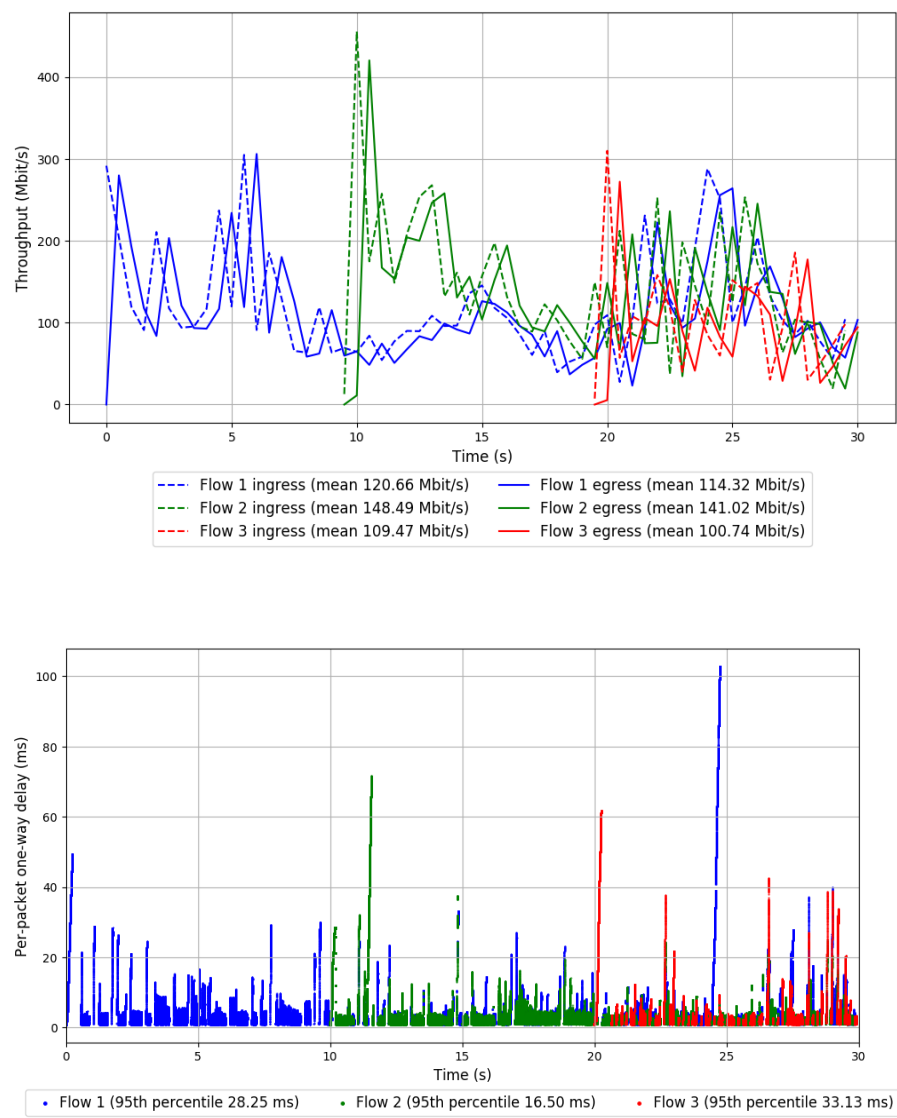 Throughput (Mbit/s)
400
300
200
100
0
0 5 10 15 20 25 30
Time (s)
Flow 1 ingress (mean 120.66 Mbit/s) Flow 1 egress (mean 114.32 Mbit/s)
Flow 2 ingress (mean 148.49 Mbit/s) Flow 2 egress (mean 141.02 Mbit/s)
Flow 3 ingress (mean 109.47 Mbit/s) Flow 3 egress (mean 100.74 Mbit/s)
Per-packet one-way delay (ms)
100
80
60
40
20
0
0 5 10 15 20 25 30
Time (s)
Flow 1 (95th percentile 28.25 ms) Flow 2 (95th percentile 16.50 ms) Flow 3 (95th percentile 33.13 ms)